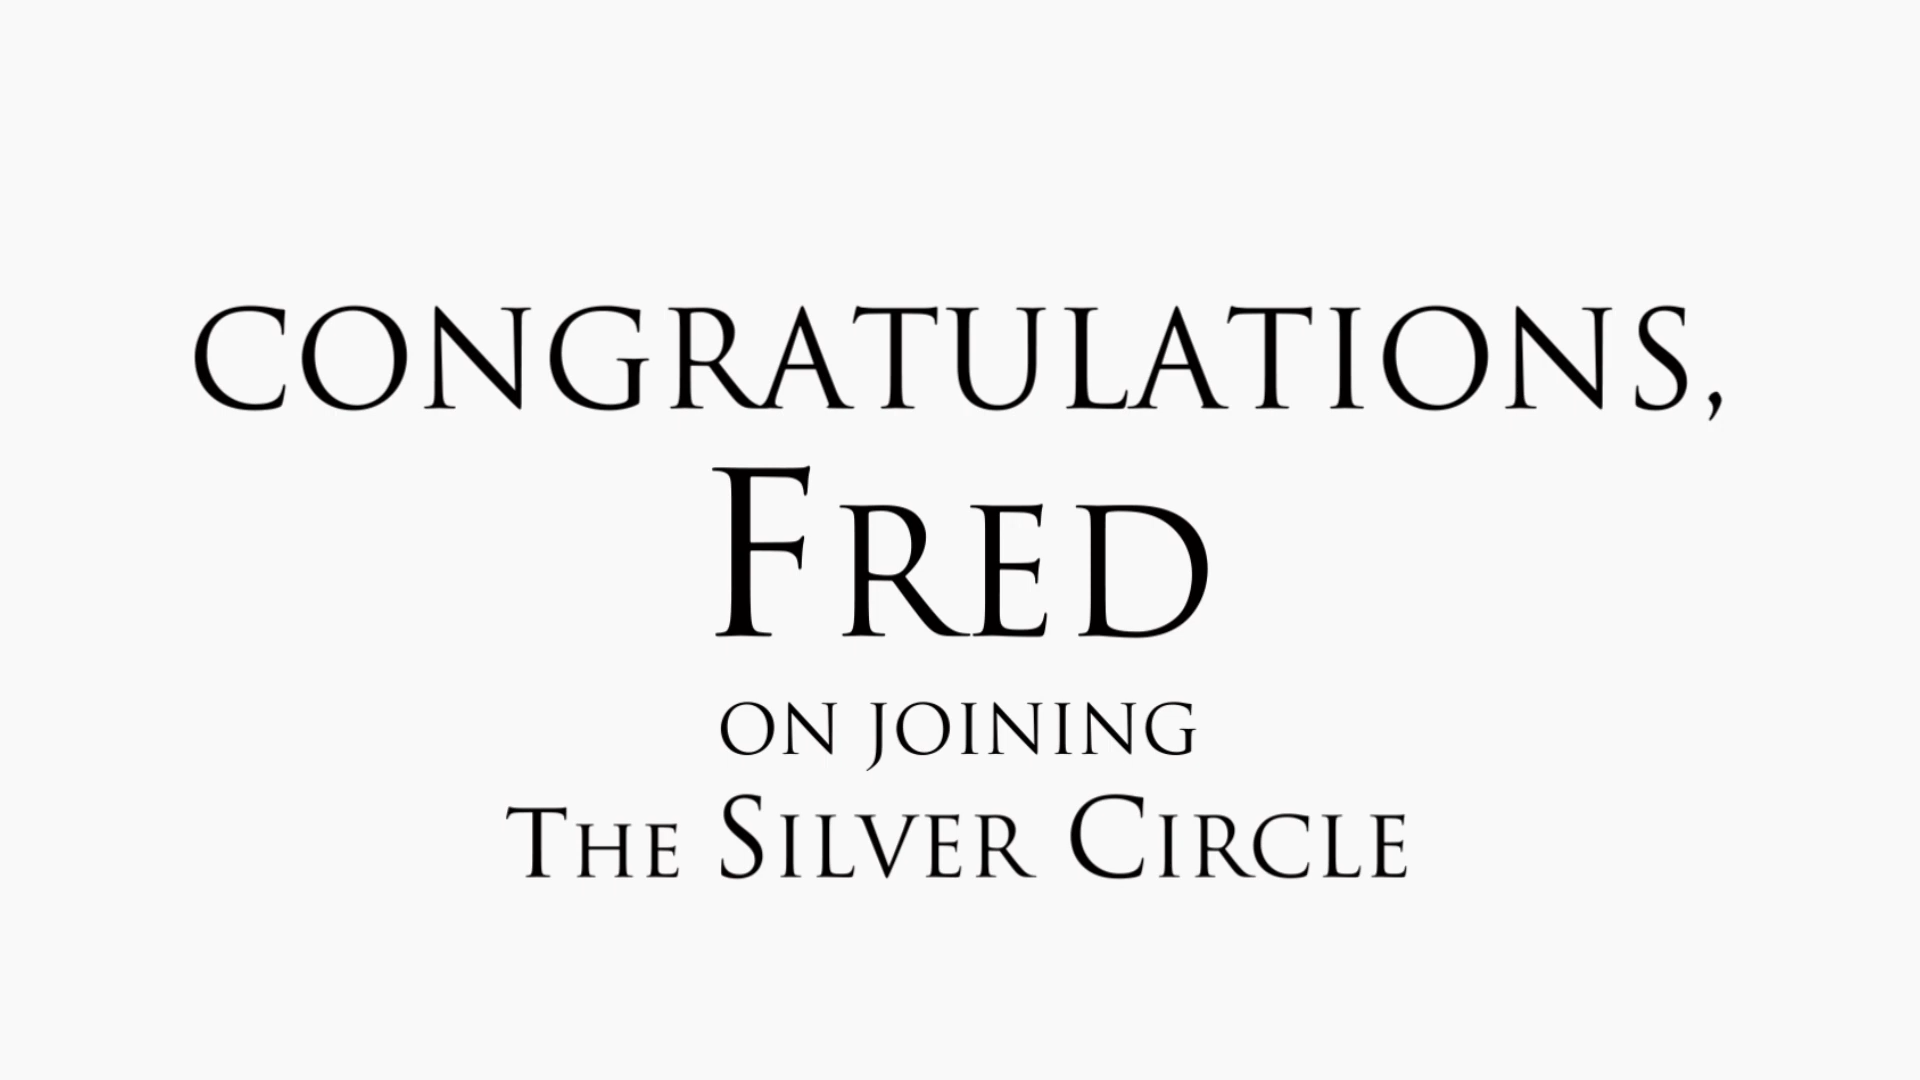 CONGRATULATIONS,
FRED
ON JOINING
THE SILVER CIRCLE